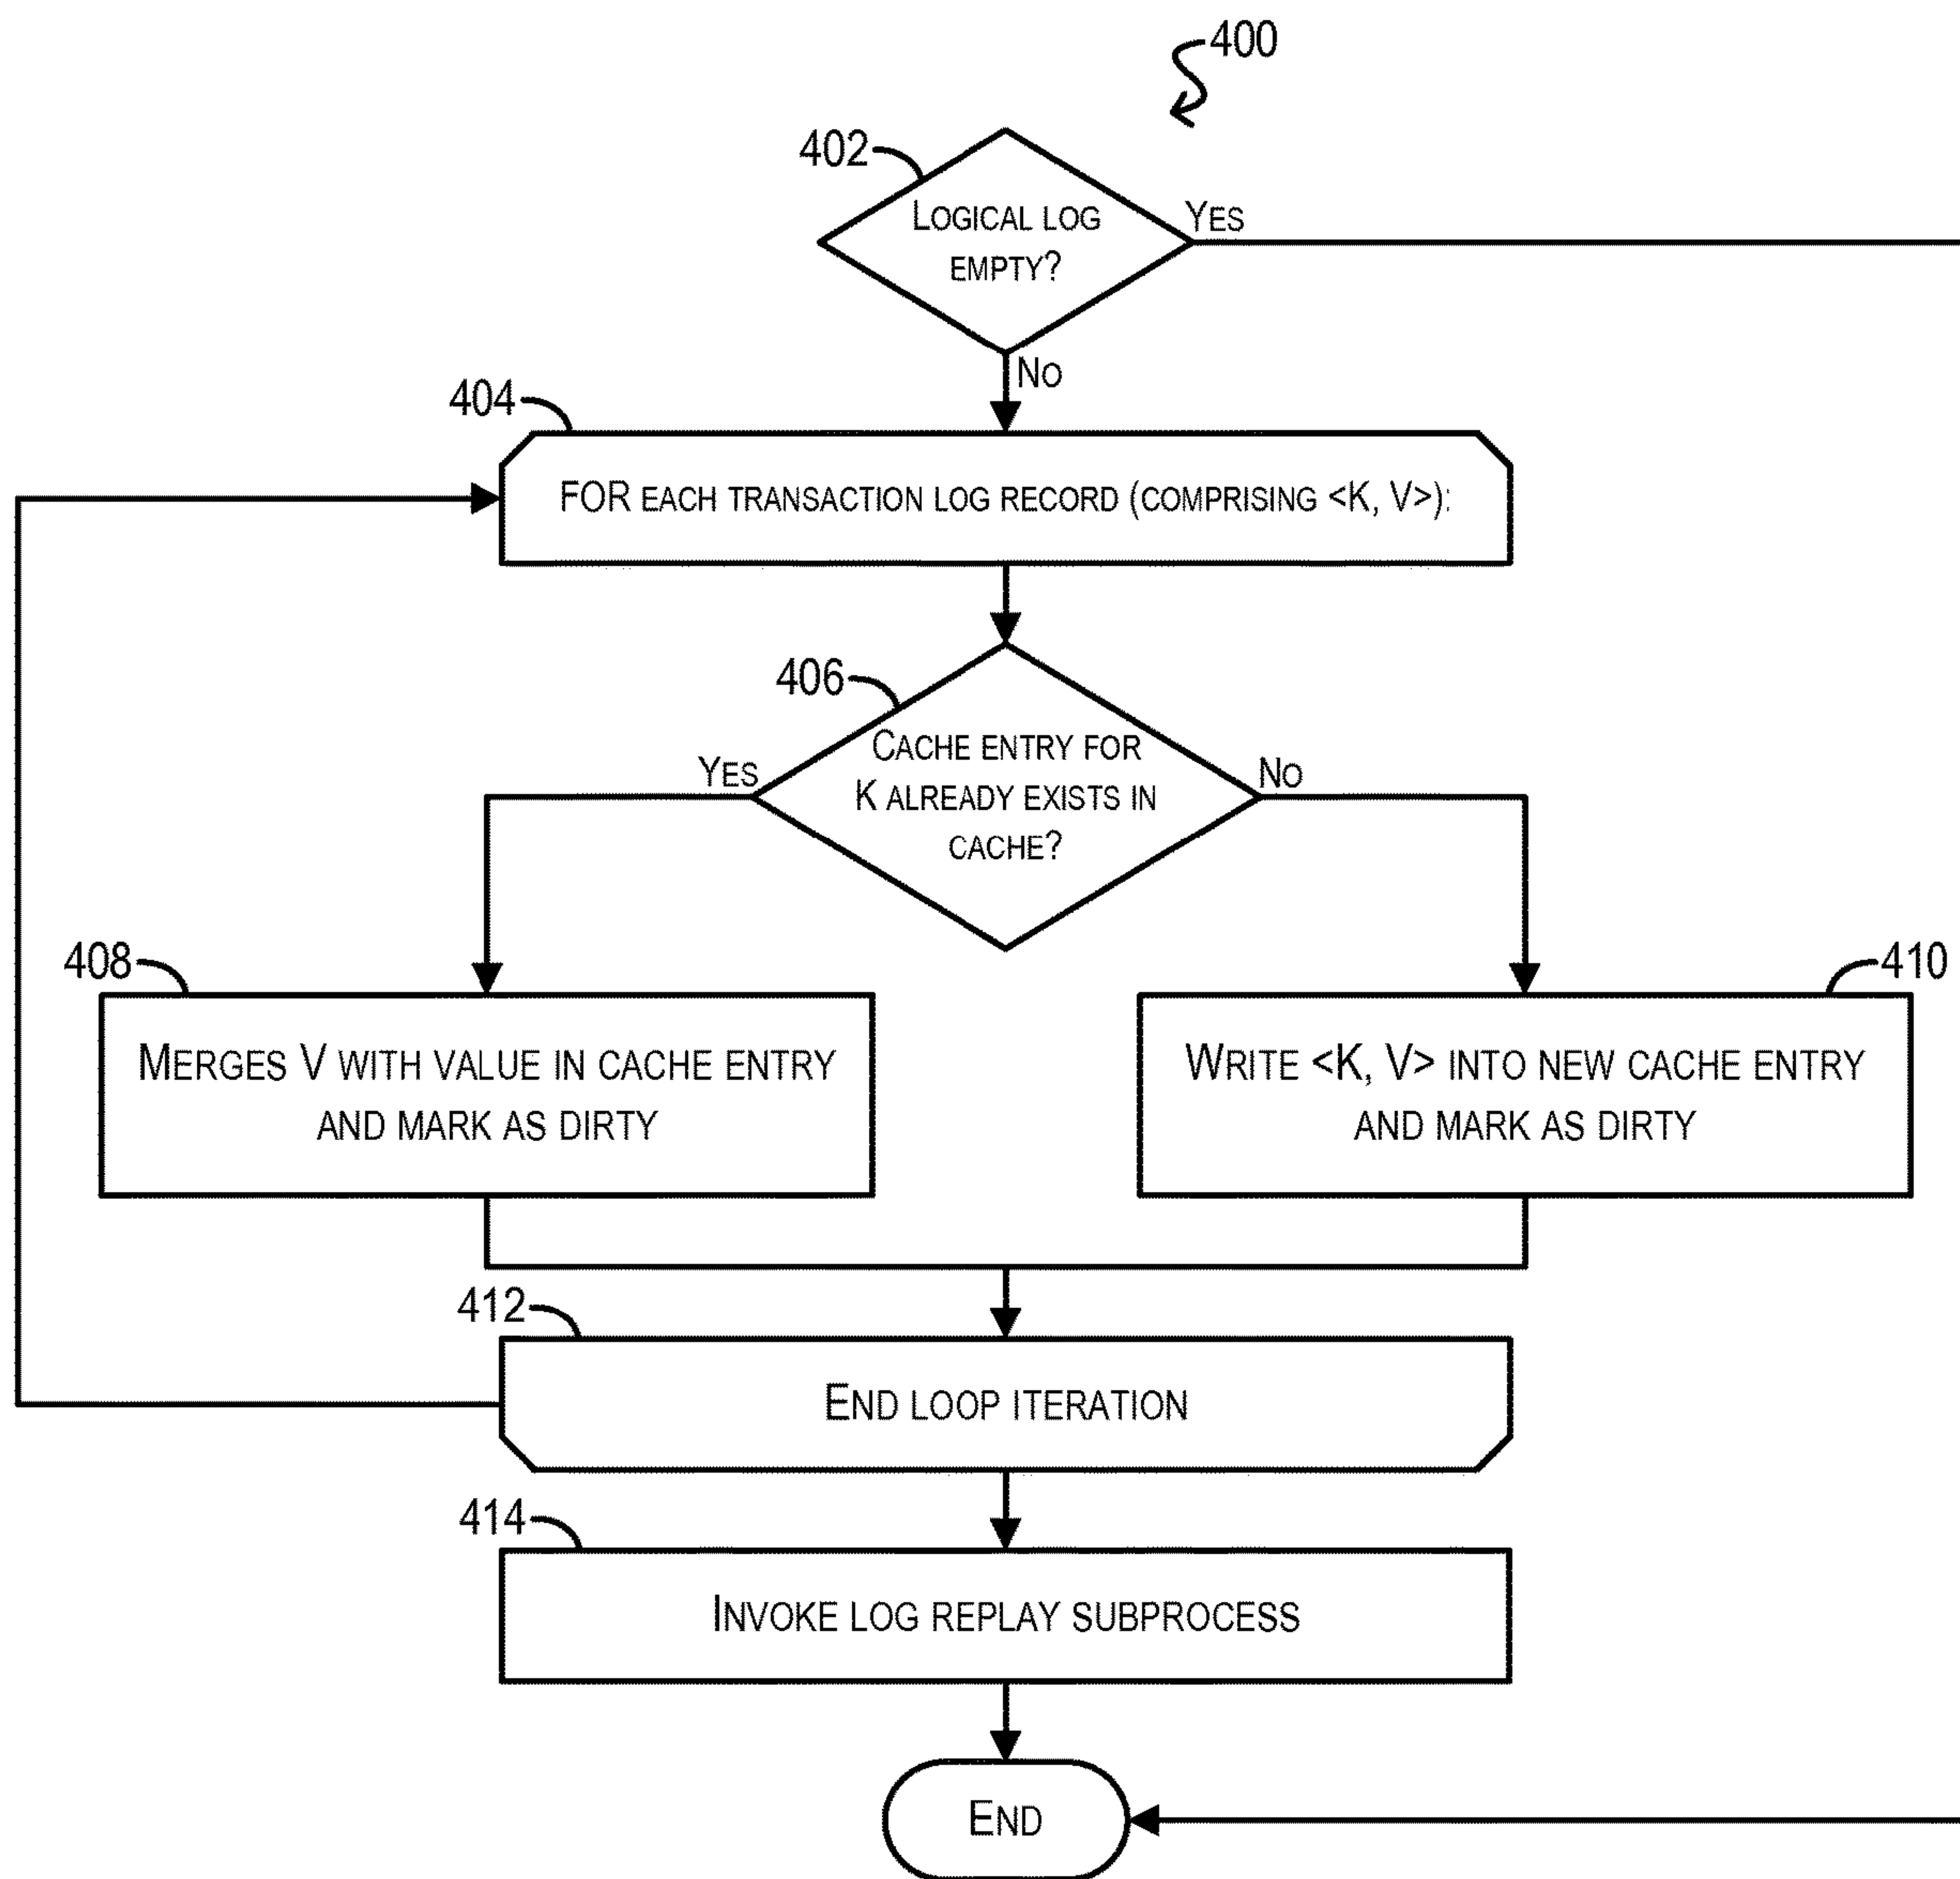 400
402
Logical log
empty?
Yes
No
404
FOR each transaction log record (comprising <K, V>):
406
Cache entry for
K already exists in
cache?
Yes
No
408
Merges V with value in cache entry
and mark as dirty
410
Write <K, V> into new cache entry
and mark as dirty
412
End loop iteration
414
Invoke log replay subprocess
End